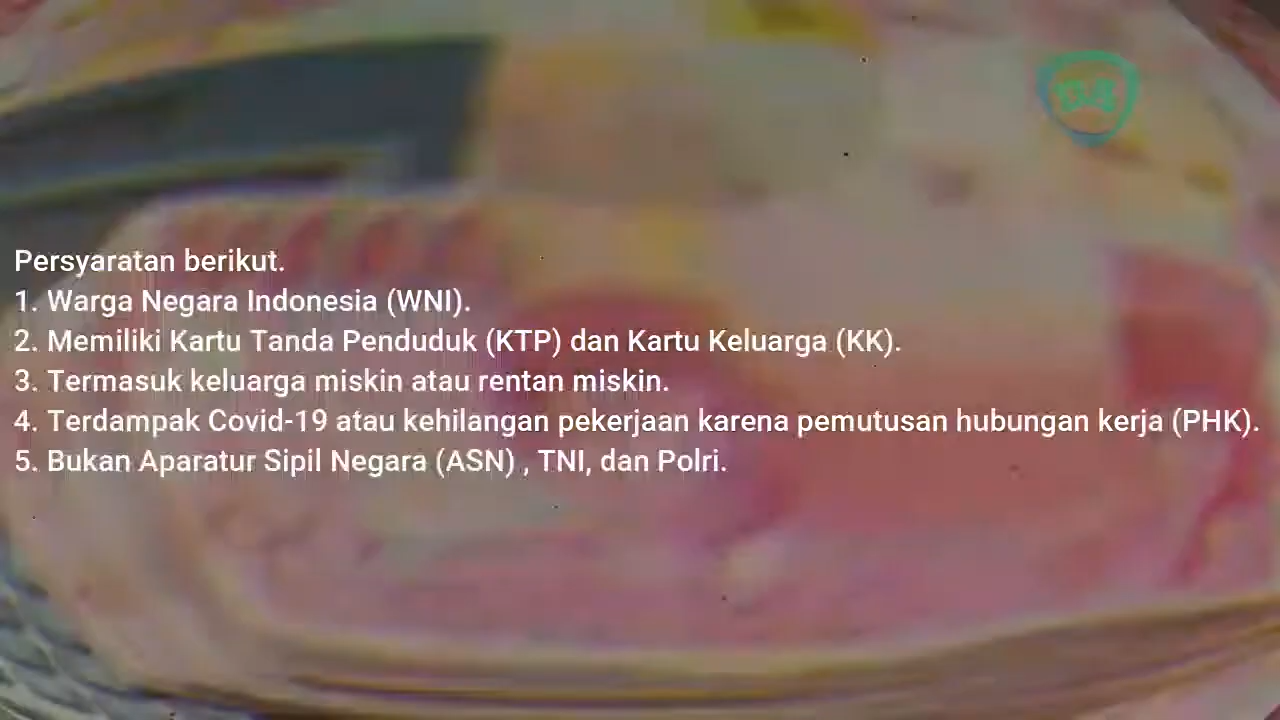 Persyaratan berikut.
1. Warga Negara Indonesia (WNI).
2. Memiliki Kartu Tanda Penduduk (KTP) dan Kartu Keluarga (KK).
3. Termasuk keluarga miskin atau rentan miskin.
4. Terdampak Covid-19 atau kehilangan pekerjaan karena pemutusan hubungan kerja (PHK).
5. Bukan Aparatur Sipil Negara (ASN) , TNI, dan Polri.